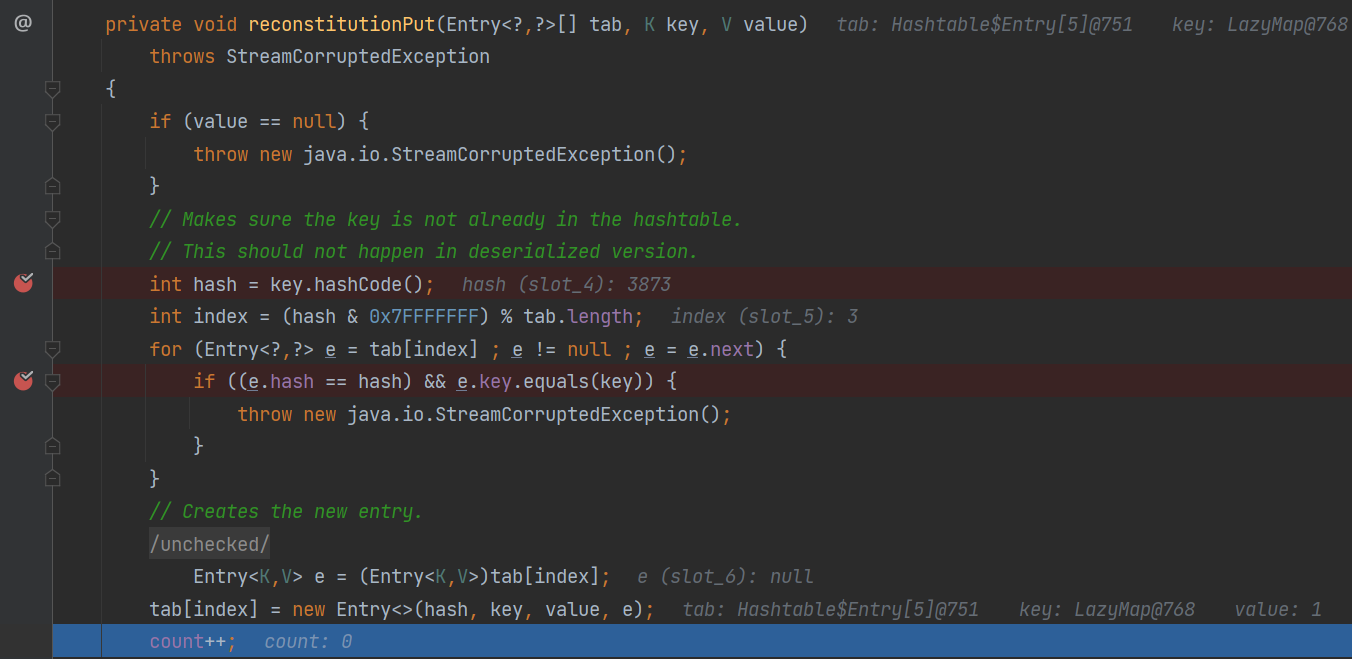 @ private void reconstitutionPut(Entry<?,?>[] tab, K key, V value) tab: Hashtable$Entry[5]@751 key: LazyMap@768
throws StreamCorruptedException
{
if (value == null) {
throw new java.io.StreamCorruptedException();
}
// Makes sure the key is not already in the hashtable.
// This should not happen in deserialized version.
int hash = key.hashCode(); hash (slot_4): 3873
int index = (hash & 0x7FFFFFFF) % tab.length; index (slot_5): 3
for (Entry<?,?> e = tab[index] ; e != null ; e = e.next) {
if ((e.hash == hash) && e.key.equals(key)) {
throw new java.io.StreamCorruptedException();
}
}
// Creates the new entry.
/unchecked/
Entry<K,V> e = (Entry<K,V>)tab[index]; e (slot_6): null
tab[index] = new Entry<>(hash, key, value, e); tab: Hashtable$Entry[5]@751 key: LazyMap@768 value: 1
count++; count: 0